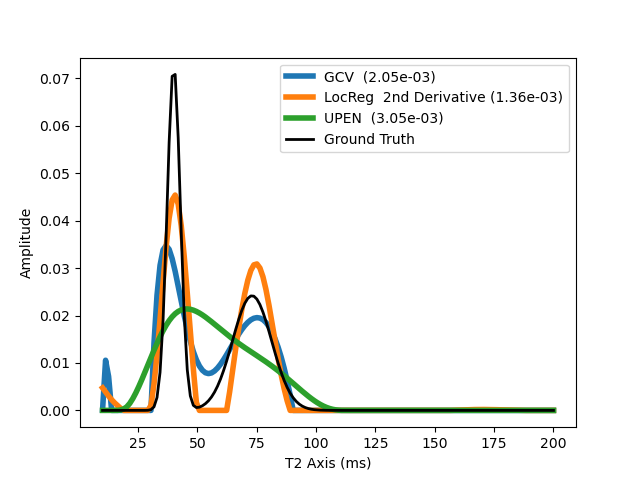 GCV  (2.05e-03)
LocReg  2nd Derivative (1.36e-03)
UPEN  (3.05e-03)
Ground Truth
0.07
0.06
0.05
0.04
0.03
0.02
0.01
0.00
Amplitude
25 50 75 100 125 150 175 200
T2 Axis (ms)